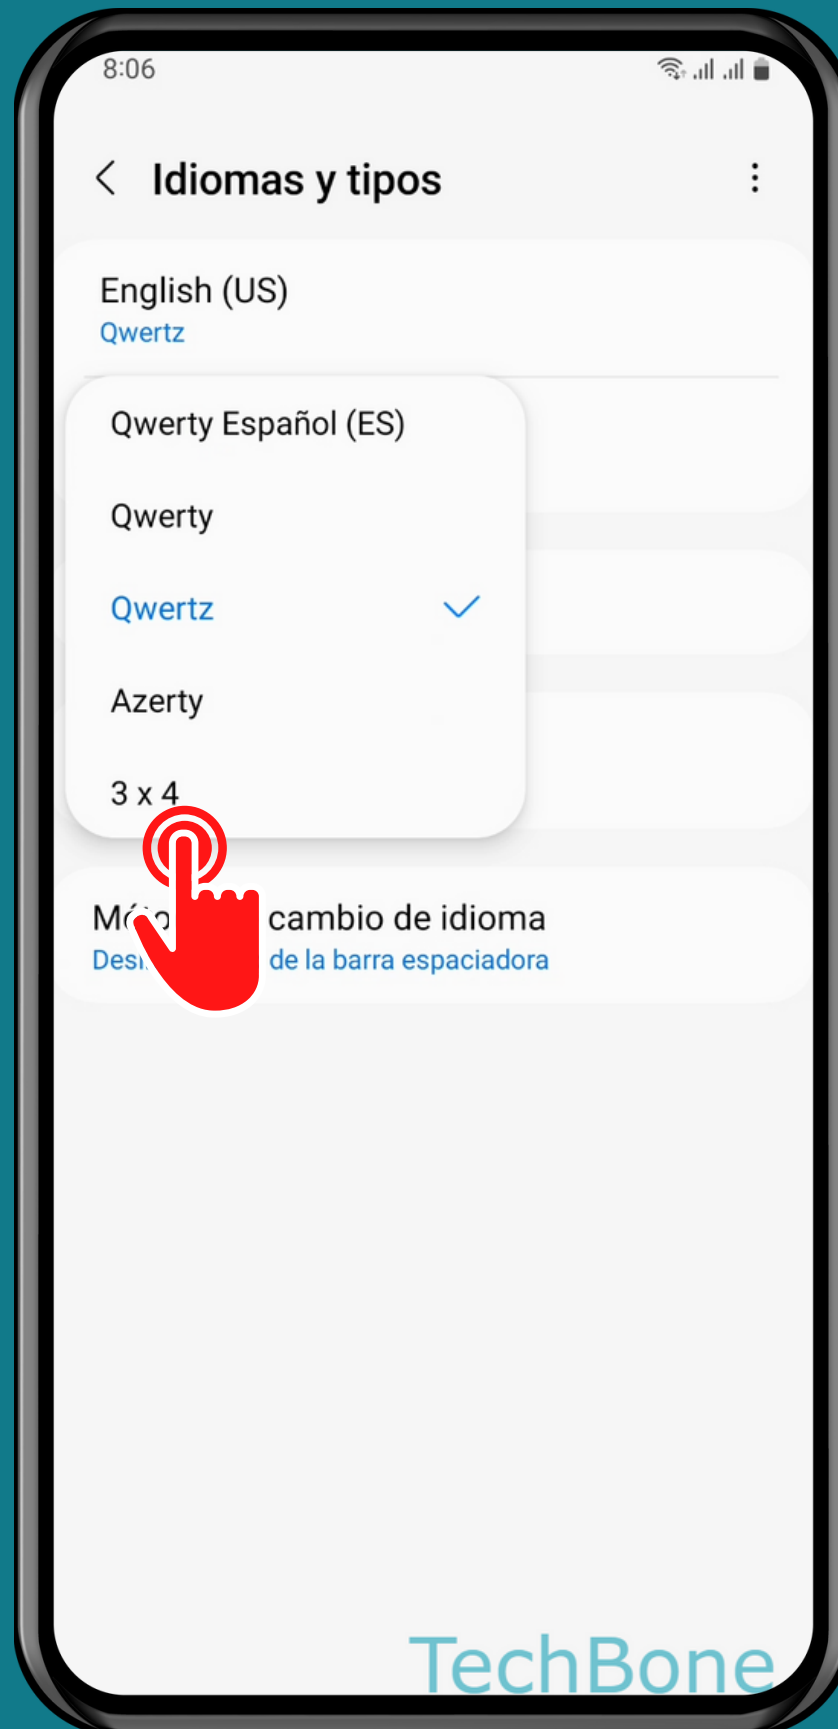 8:06
Idiomas y tipos
English (US)
Qwertz
Qwerty Español (ES)
Qwerty
Qwertz
Azerty
3 x 4
cambio de idioma
de la barra espaciadora
TechBone